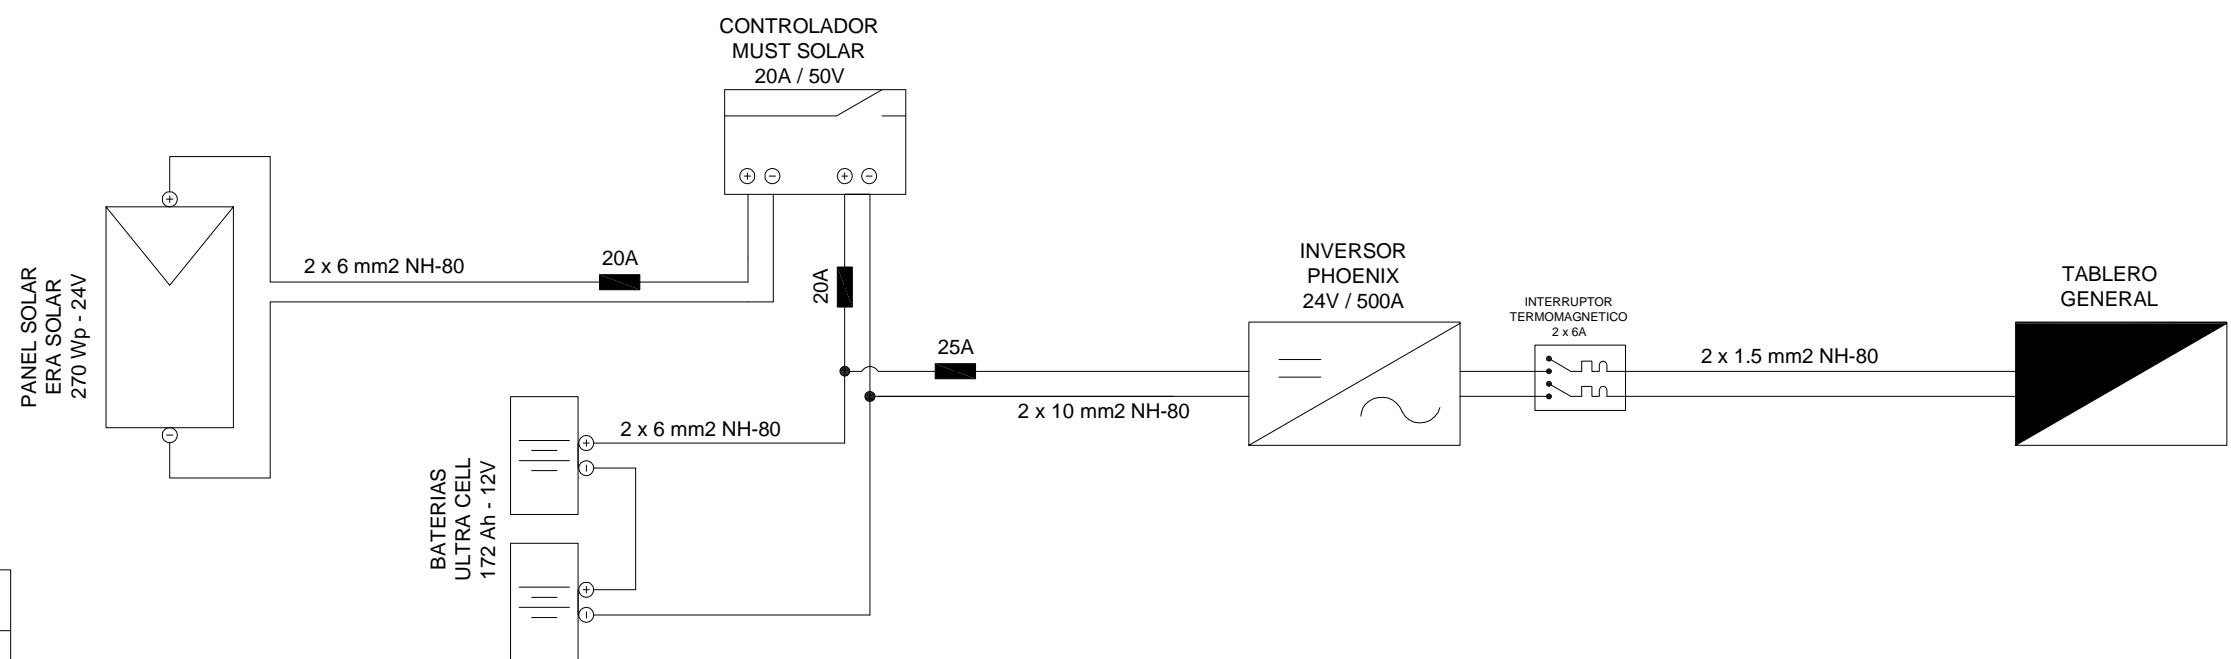 CONTROLADOR
MUST SOLAR
20A / 50V
PANEL SOLAR
ERA SOLAR
270 Wp - 24V
2 x 6 mm2 NH-80
20A
20A
INVERSOR
PHOENIX
24V / 500A
INTERRUPTOR
TERMOMAGNETICO
2 x 6A
TABLERO
GENERAL
25A
2 x 1.5 mm2 NH-80
2 x 10 mm2 NH-80
2 x 6 mm2 NH-80
BATERIAS
ULTRA CELL
172 Ah - 12V